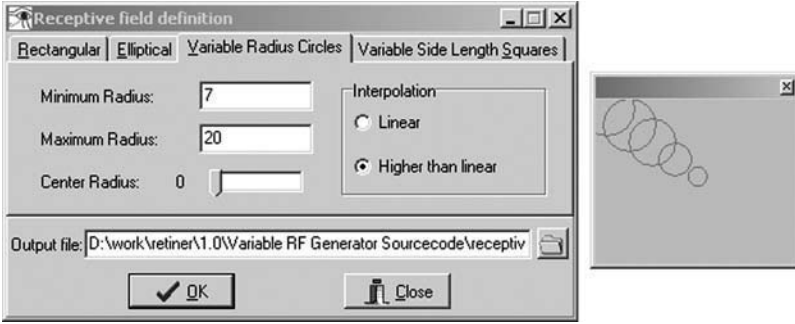 Receptive field definition
Rectangular Elliptical Variable Radius Circles Variable Side Length Squares
Minimum Radius: 7
Maximum Radius: 20
Center Radius: 0
Interpolation
Linear
Higher than linear
Output file: D:\work\retiner\1.0\Variable RF Generator Sourcecode\receptiv
OK
Close